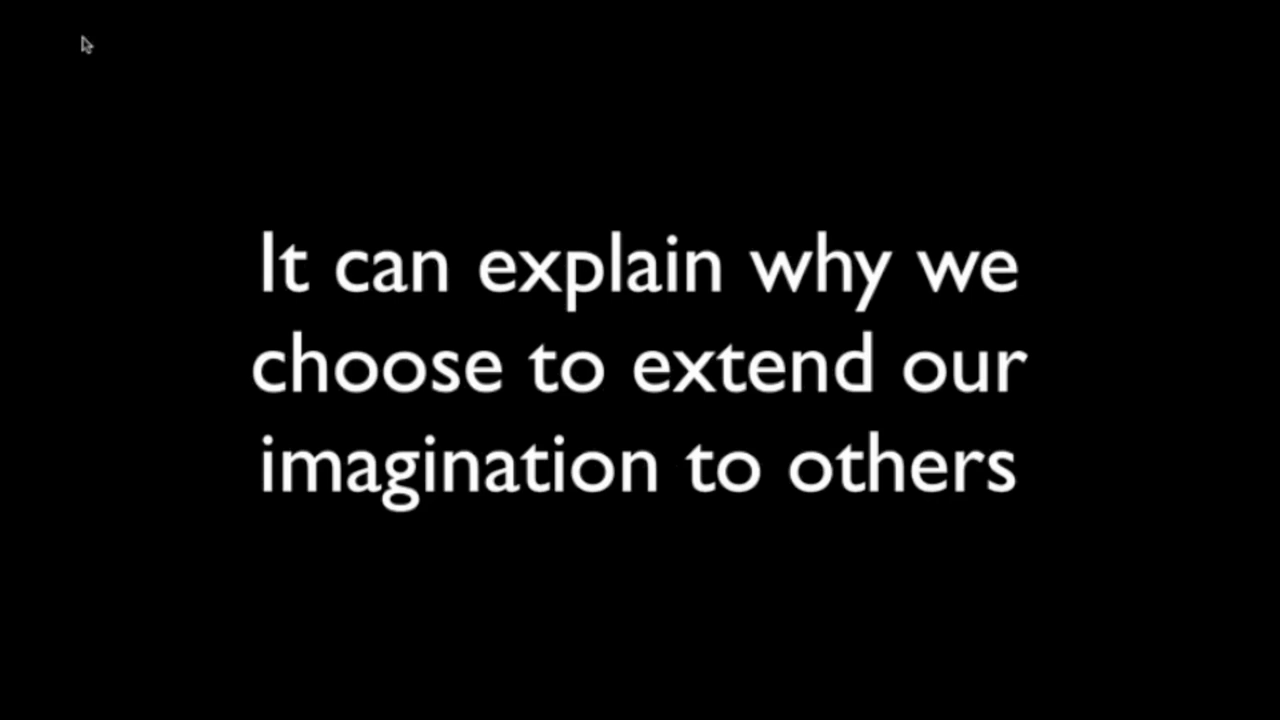 It can explain why we
choose to extend our
imagination to others